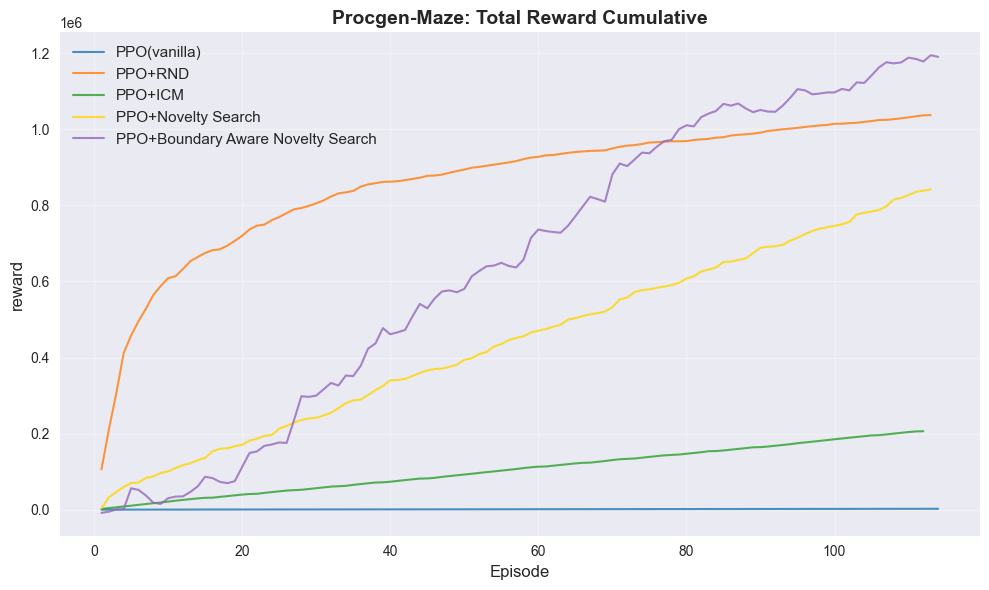 Procgen-Maze: Total Reward Cumulative
1e6
PPO(vanilla)
PPO+RND
PPO+ICM
PPO+Novelty Search
PPO+Boundary Aware Novelty Search
1.2
1.0
0.8
0.6
0.4
0.2
0.0
reward
0 20 40 60 80 100
Episode